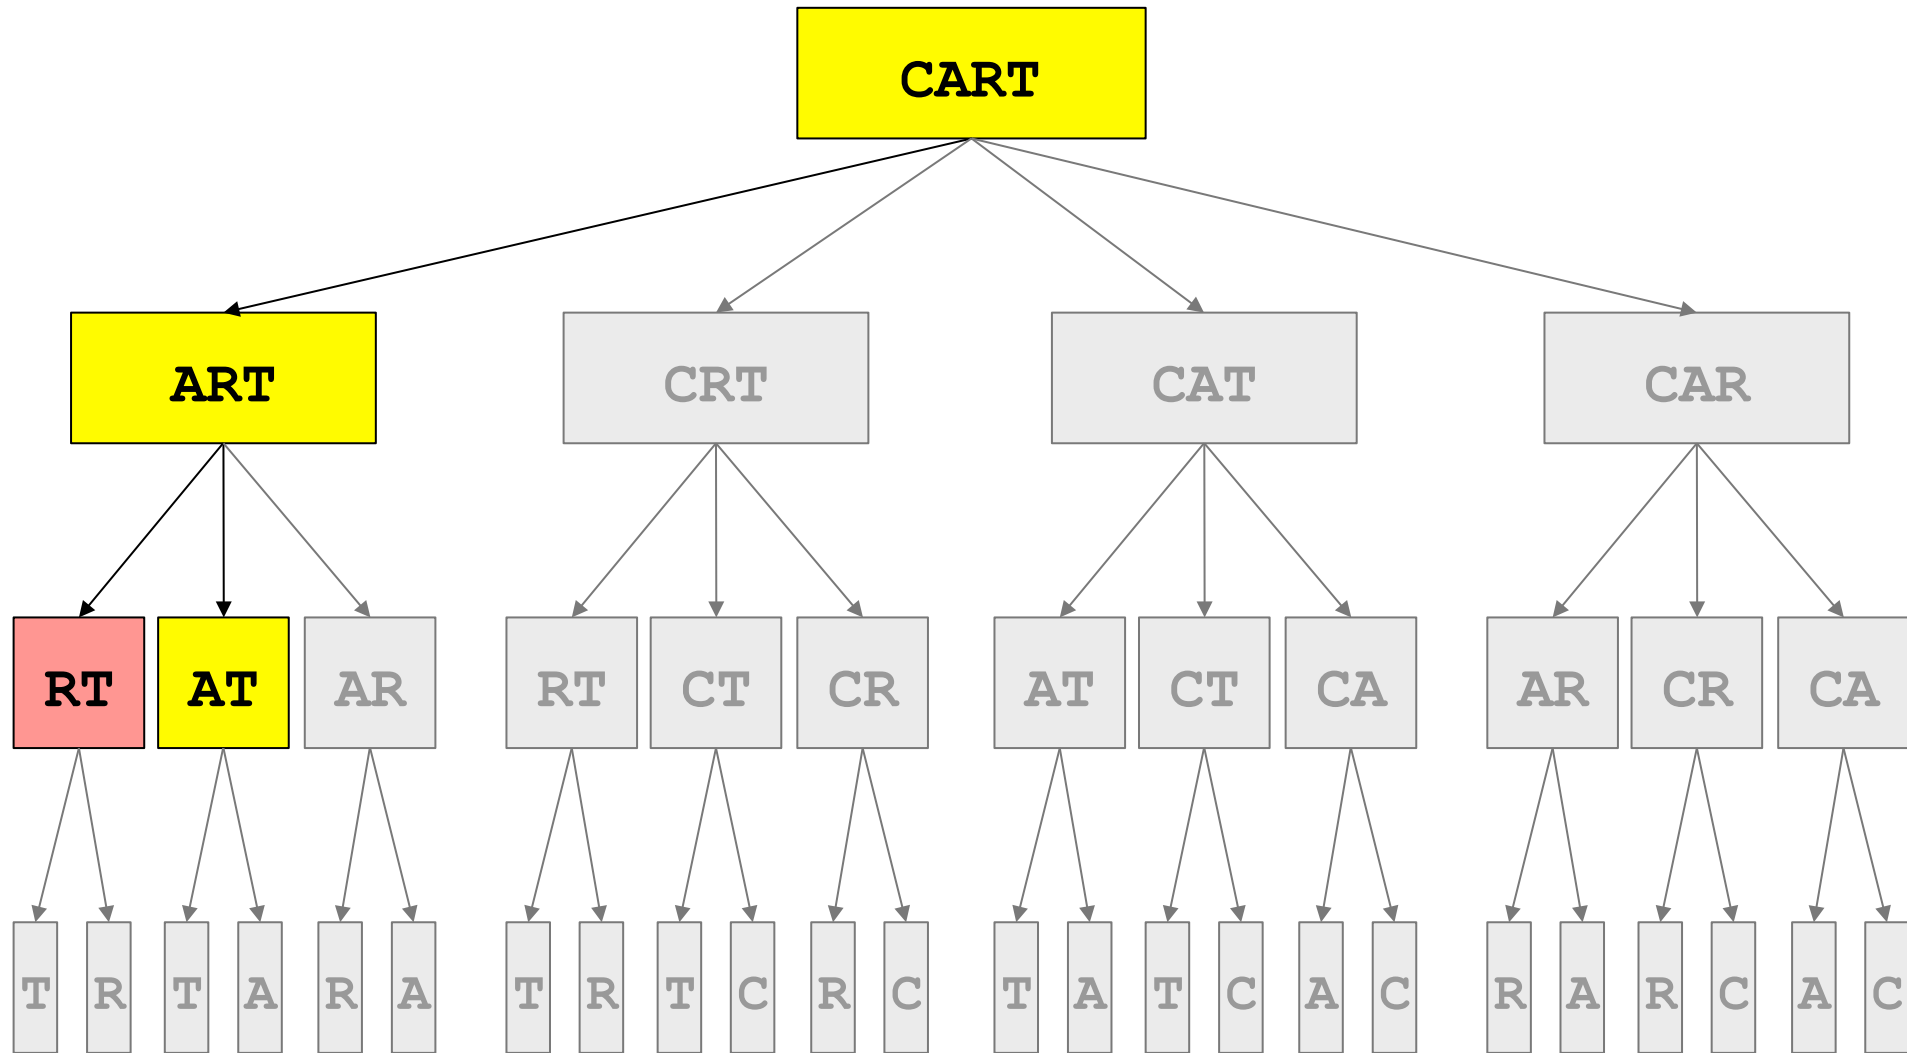 CART
ART CRT CAT CAR
RT AT AR RT CT CR AT CT CA AR CR CA
T R T A R A T R T C R C T A T C A C R A R C A C